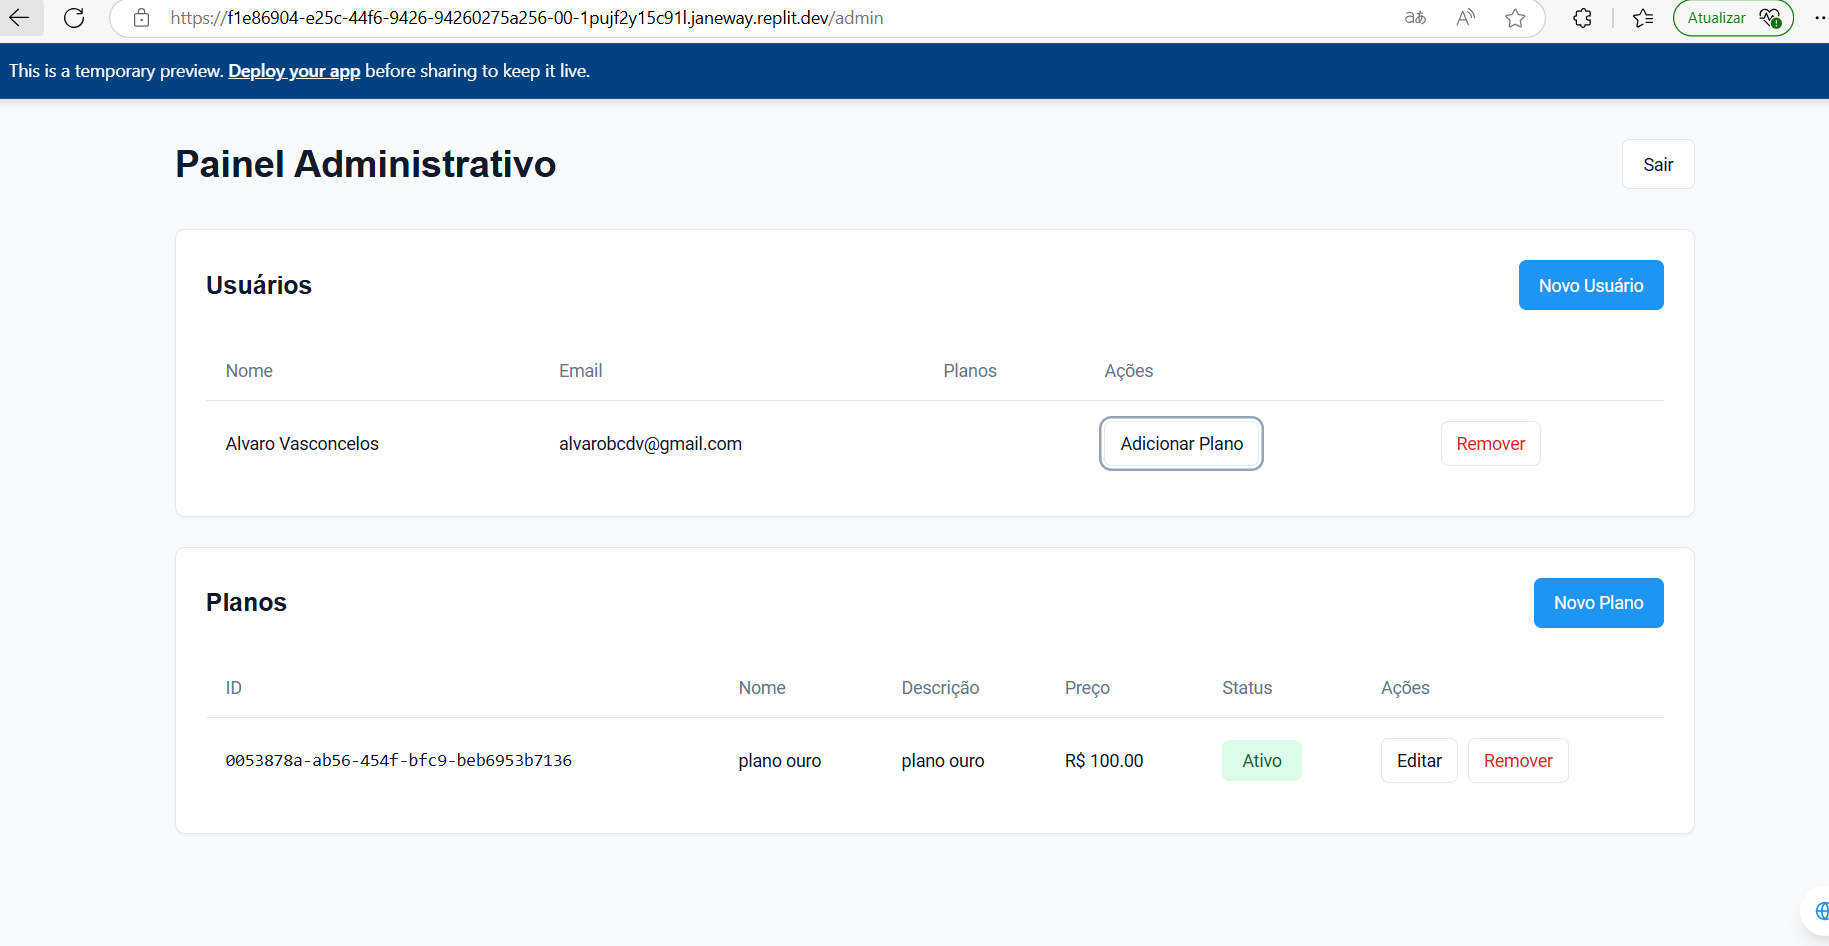 https://f1e86904-e25c-44f6-9426-94260275a256-00-1pujf2y15c91l.janeway.replit.dev/admin
aあ
A
Atualizar
This is a temporary preview. Deploy your app before sharing to keep it live.
Painel Administrativo
Sair
Usuários
Novo Usuário
Nome Email Planos Ações
Alvaro Vasconcelos alvarobcdv@gmail.com Adicionar Plano Remover
Planos
Novo Plano
ID Nome Descrição Preço Status Ações
0053878a-ab56-454f-bfc9-beb6953b7136 plano ouro plano ouro R$ 100.00 Ativo Editar Remover